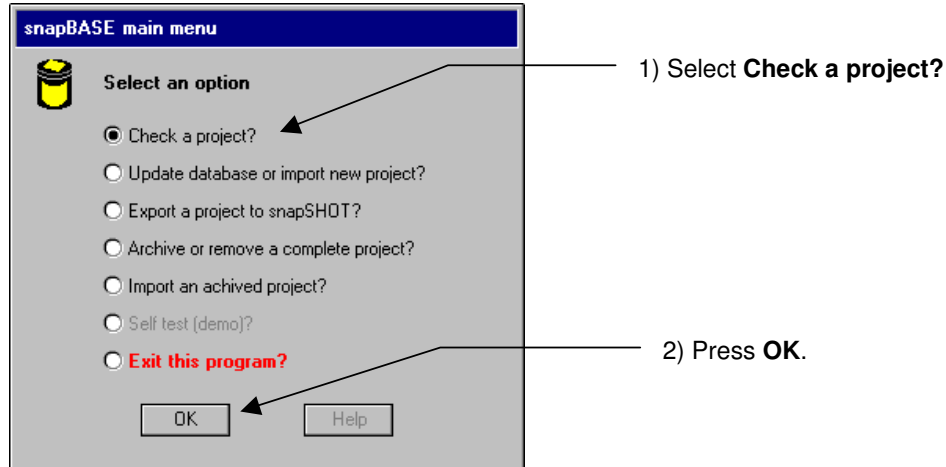 snapBASE main menu
Select an option
1) Select Check a project?
Check a project?
Update database or import new project?
Export a project to snapSHOT?
Archive or remove a complete project?
Import an achived project?
Self test (demo)?
Exit this program?
2) Press OK.
OK
Help